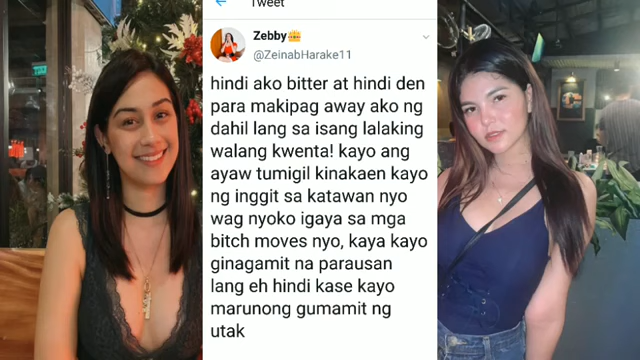 Tweet
Zebby
@ZeinabHarake11
hindi ako bitter at hindi den
para makipag away ako ng
dahil lang sa isang lalaking
walang kwenta! kayo ang
ayaw tumigil kinakaen kayo
ng inggit sa katawan nyo
wag nyoko igaya sa mga
bitch moves nyo, kaya kayo
ginagamit na parausan
lang eh hindi kase kayo
marunong gumamit ng
utak